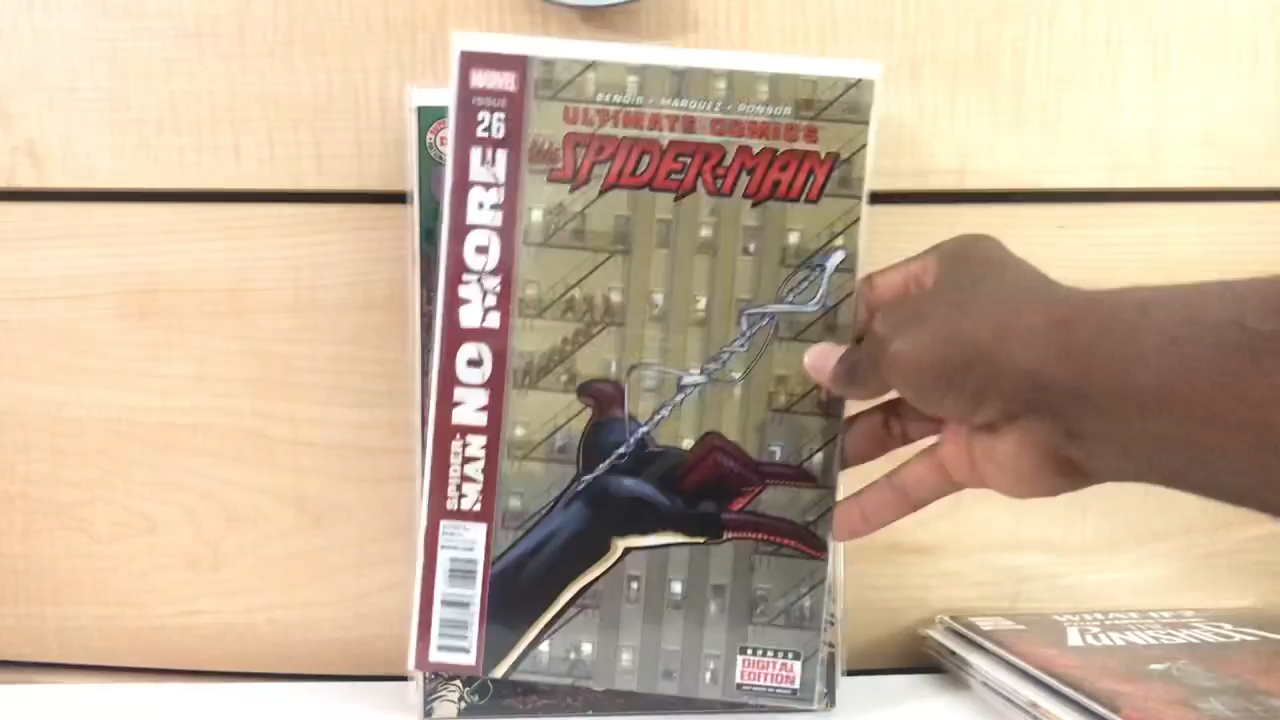 MARVEL
ISSUE
26
SPIDER-
MAN NO MORE
BENDIS • MARQUEZ • PONSOR
ULTIMATE COMICS
SPIDER-MAN
BONUS
DIGITAL
EDITION
WHAT IF?
PUNISHER